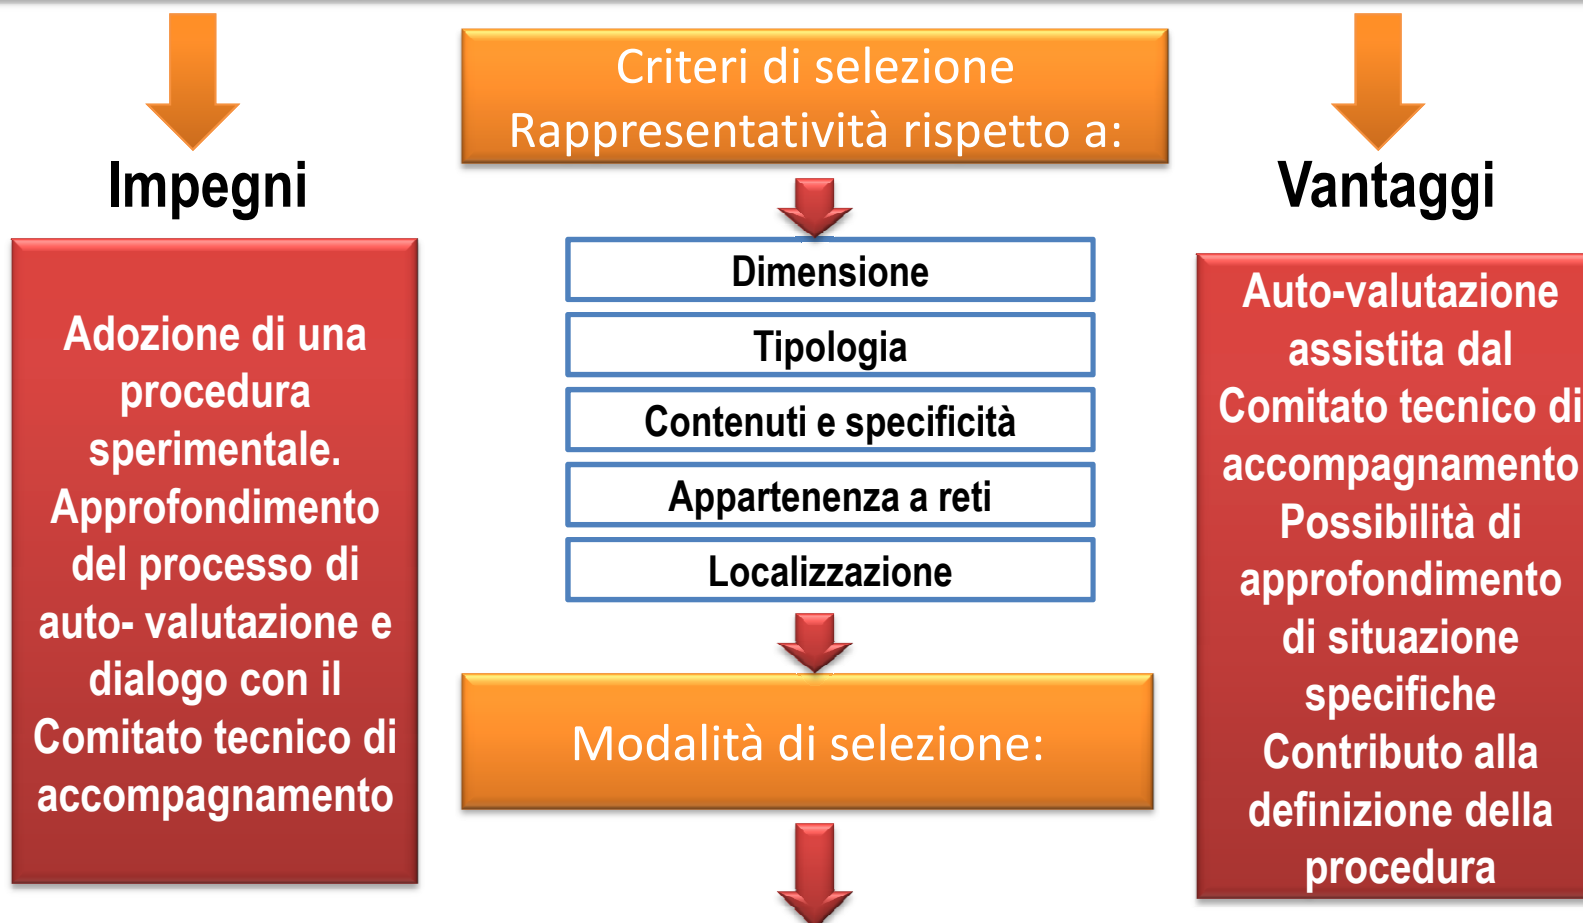 Impegni
Adozione di una
procedura
sperimentale.
Approfondimento
del processo di
auto- valutazione e
dialogo con il
Comitato tecnico di
accompagnamento
Criteri di selezione
Rappresentatività rispetto a:
Dimensione
Tipologia
Contenuti e specificità
Appartenenza a reti
Localizzazione
Modalità di selezione:
Vantaggi
Auto-valutazione
assistita dal
Comitato tecnico di
accompagnamento
Possibilità di
approfondimento
di situazione
specifiche
Contributo alla
definizione della
procedura